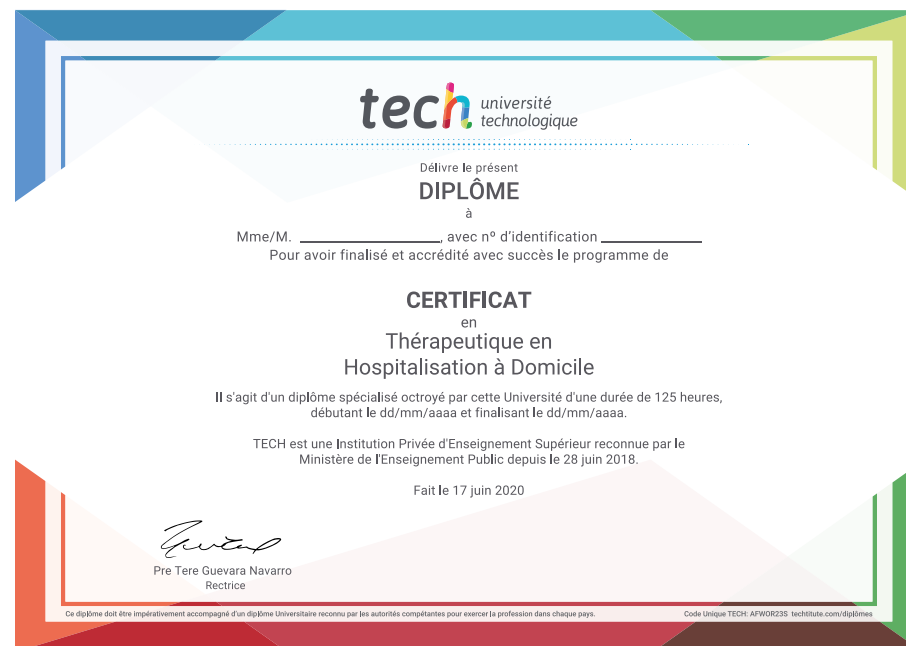 tech université
technologique
Délivre le présent
DIPLÔME
à
Mme/M. ____________________, avec nº d'identification ______________
Pour avoir finalisé et accrédité avec succès le programme de
CERTIFICAT
en
Thérapeutique en
Hospitalisation à Domicile
Il s'agit d'un diplôme spécialisé octroyé par cette Université d'une durée de 125 heures,
débutant le dd/mm/aaaa et finalisant le dd/mm/aaaa.
TECH est une Institution Privée d'Enseignement Supérieur reconnue par le
Ministère de l'Enseignement Public depuis le 28 juin 2018.
Fait le 17 juin 2020
Pre Tere Guevara Navarro
Rectrice
Ce diplôme doit être impérativement accompagné d'un diplôme Universitaire reconnu par les autorités compétantes pour exercer la profession dans chaque pays.
Code Unique TECH: AFWOR23S techtitute.com/diplômes